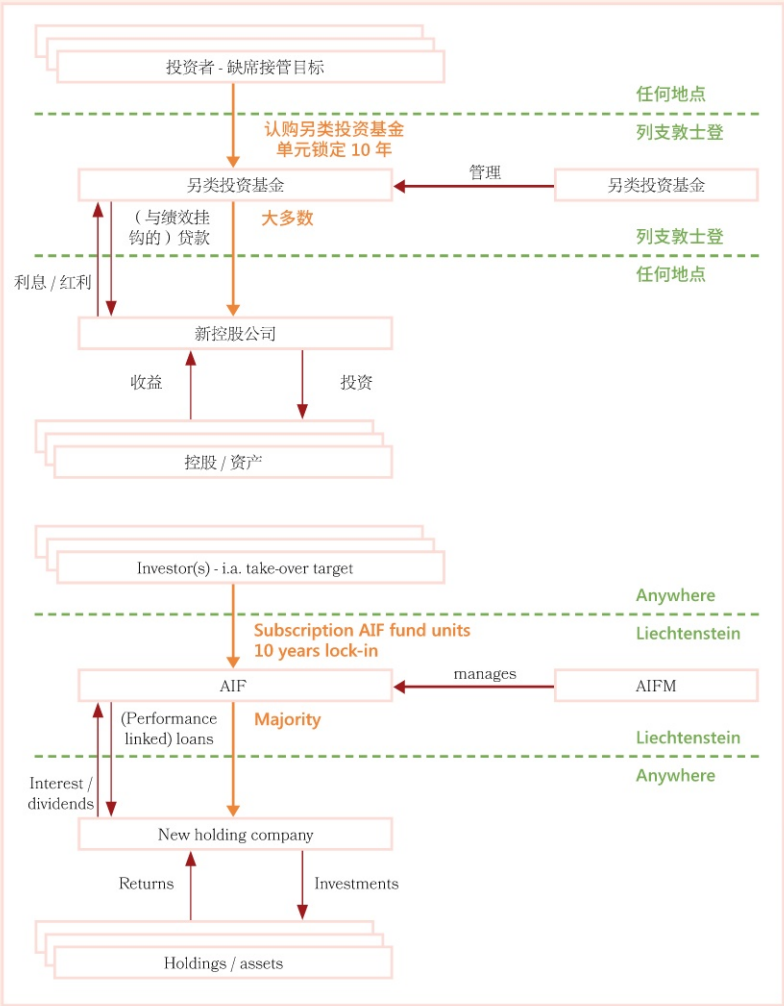 投资者 - 缺席接管目标
任何地点
认购另类投资基金
单元锁定 10 年
列支敦士登
另类投资基金
管理
另类投资基金
（与绩效挂
钩的）贷款
大多数
列支敦士登
利息 / 红利
任何地点
新控股公司
收益
投资
控股 / 资产
Investor(s) - i.a. take-over target
Anywhere
Subscription AIF fund units
10 years lock-in
Liechtenstein
AIF
manages
AIFM
(Performance
linked) loans
Majority
Liechtenstein
Interest /
dividends
Anywhere
New holding company
Returns
Investments
Holdings / assets